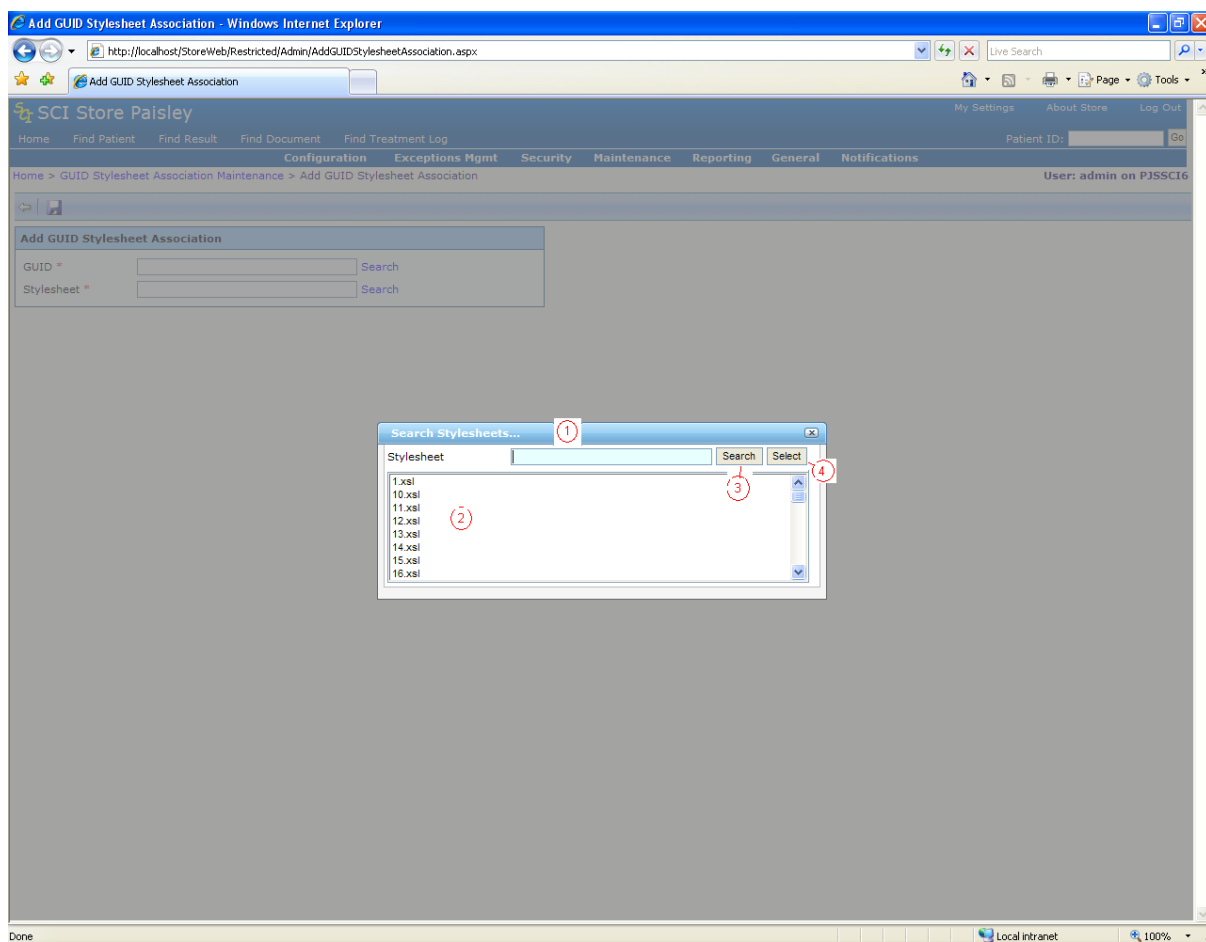 Add GUID Stylesheet Association - Windows Internet Explorer
http://localhost/StoreWeb/Restricted/Admin/AddGUIDStylesheetAssociation.aspx
Live Search
Add GUID Stylesheet Association
Page
Tools
SCI Store Paisley
My Settings About Store Log Out
Home Find Patient Find Result Find Document Find Treatment Log
Patient ID: Go
Configuration Exceptions Mgmt Security Maintenance Reporting General Notifications
Home > GUID Stylesheet Association Maintenance > Add GUID Stylesheet Association
User: admin on PJSSCI6
Add GUID Stylesheet Association
GUID * Search
Stylesheet * Search
Search Stylesheets... 1
Stylesheet Search Select
4
3
1.xsl
10.xsl
11.xsl
12.xsl 2
13.xsl
14.xsl
15.xsl
16.xsl
Done
Local intranet
100%